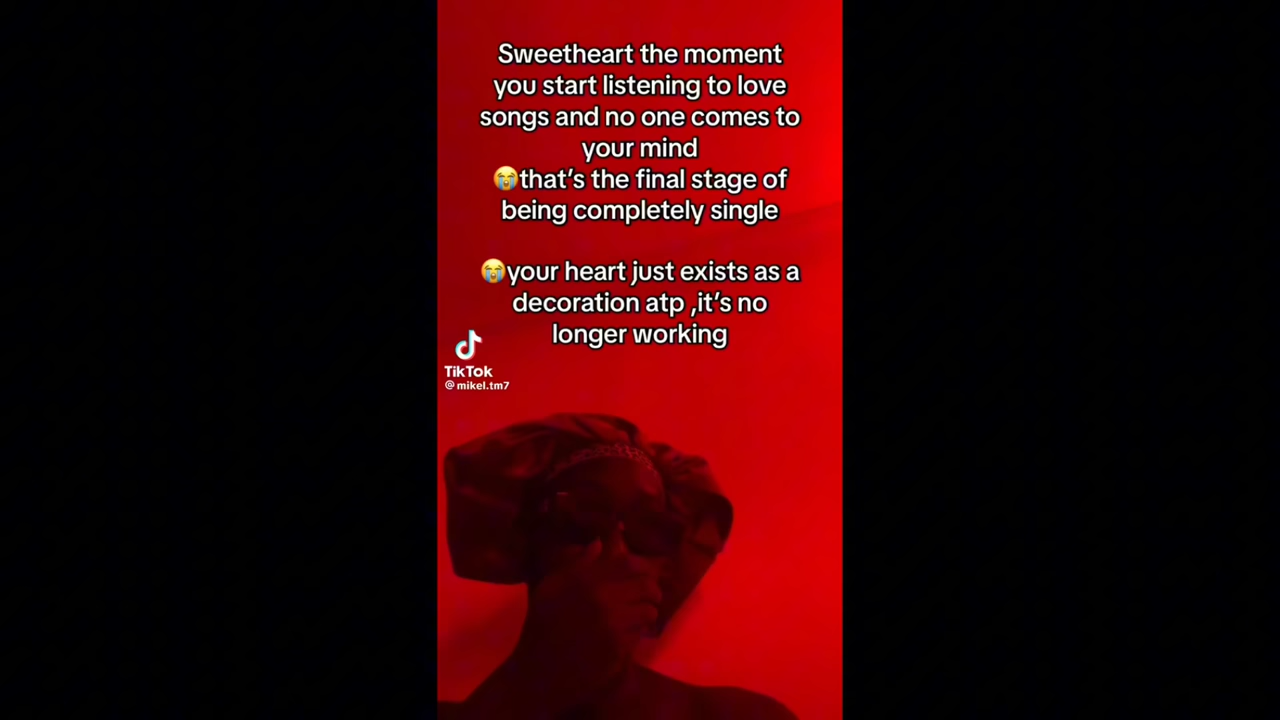 Sweetheart the moment
you start listening to love
songs and no one comes to
your mind
😭that's the final stage of
being completely single
😭your heart just exists as a
decoration atp ,it's no
longer working
TikTok
@mikel.tm7